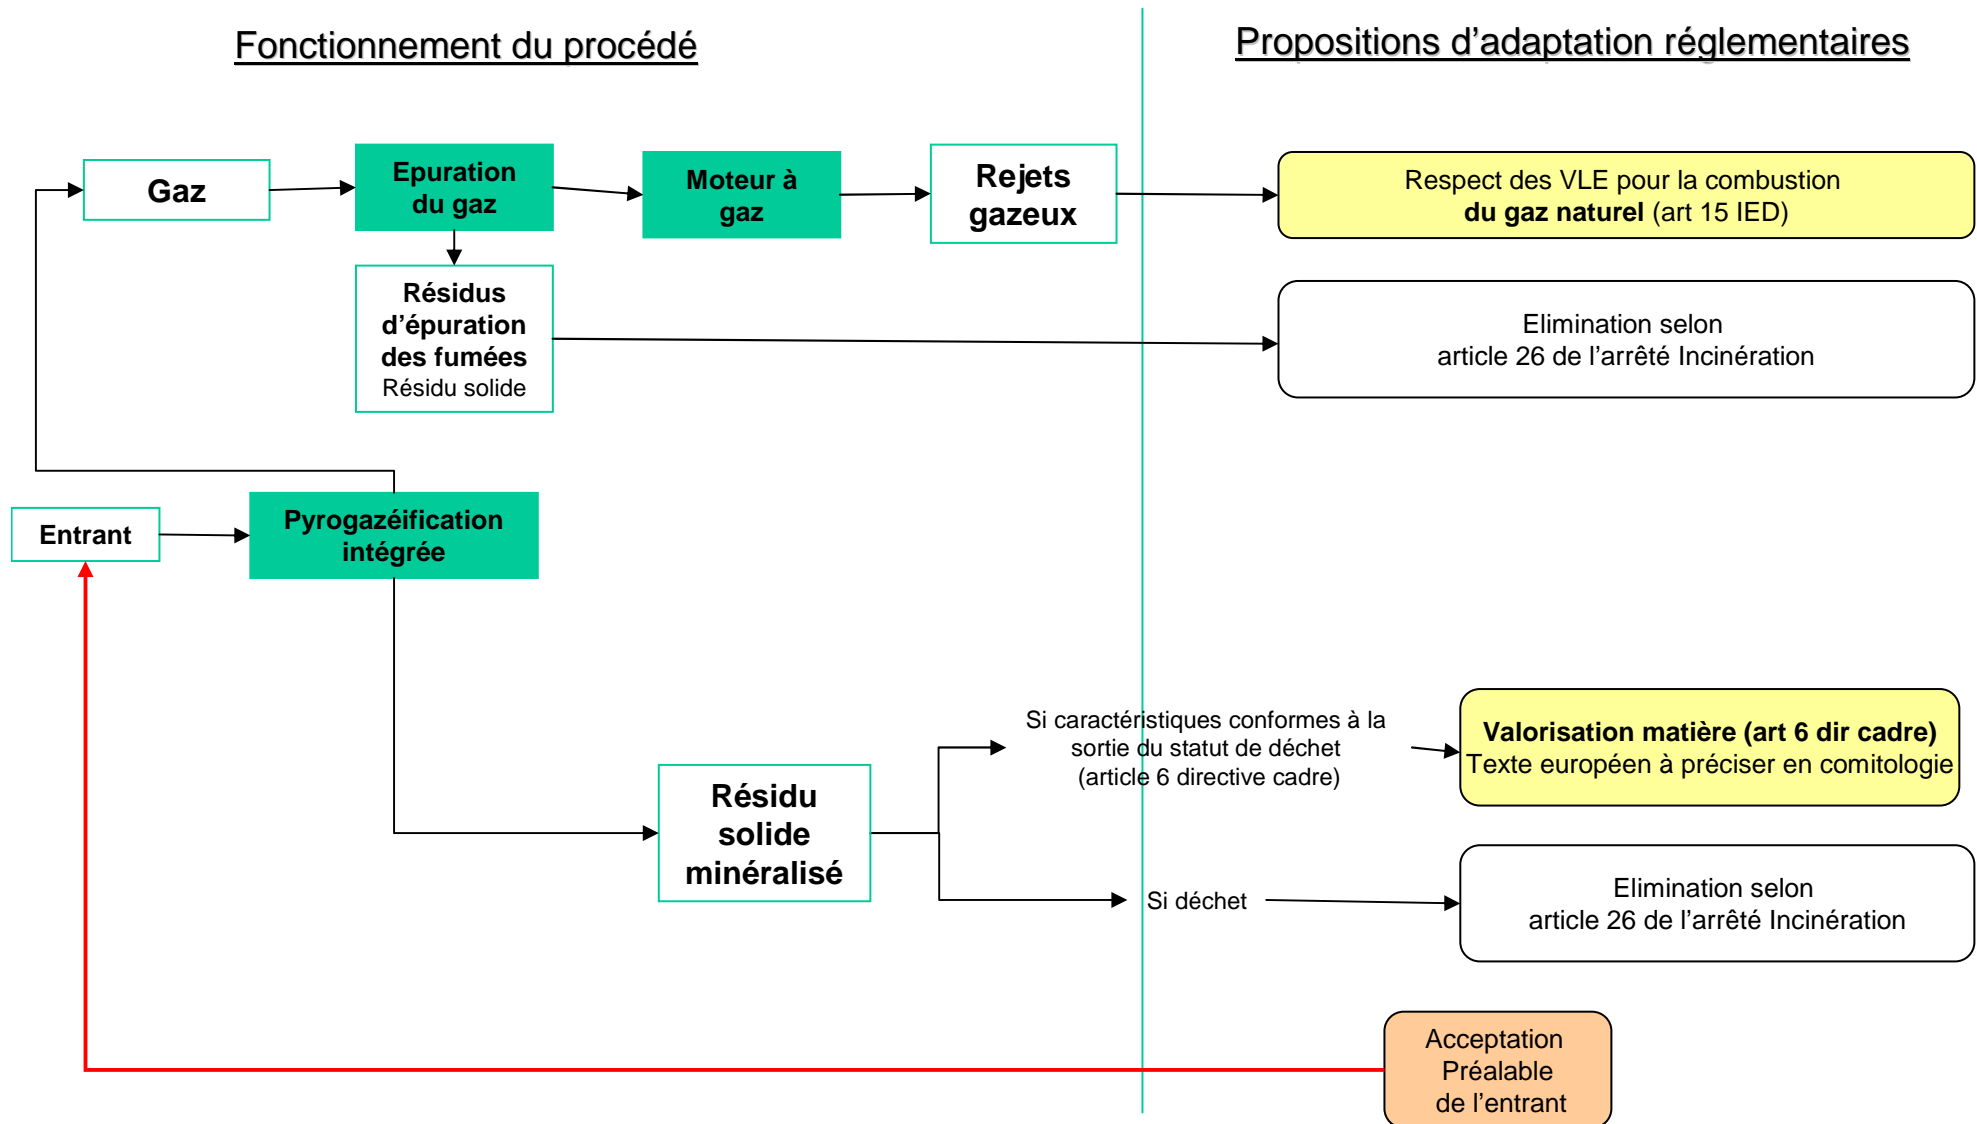 Fonctionnement du procédé
Propositions d'adaptation réglementaires
Gaz
Epuration
du gaz
Moteur à
gaz
Rejets
gazeux
Respect des VLE pour la combustion
du gaz naturel (art 15 IED)
Résidus
d'épuration
des fumées
Résidu solide
Elimination selon
article 26 de l'arrêté Incinération
Entrant
Pyrogazéification
intégrée
Si caractéristiques conformes à la
sortie du statut de déchet
(article 6 directive cadre)
Valorisation matière (art 6 dir cadre)
Texte européen à préciser en comitologie
Résidu
solide
minéralisé
Si déchet
Elimination selon
article 26 de l'arrêté Incinération
Acceptation
Préalable
de l'entrant